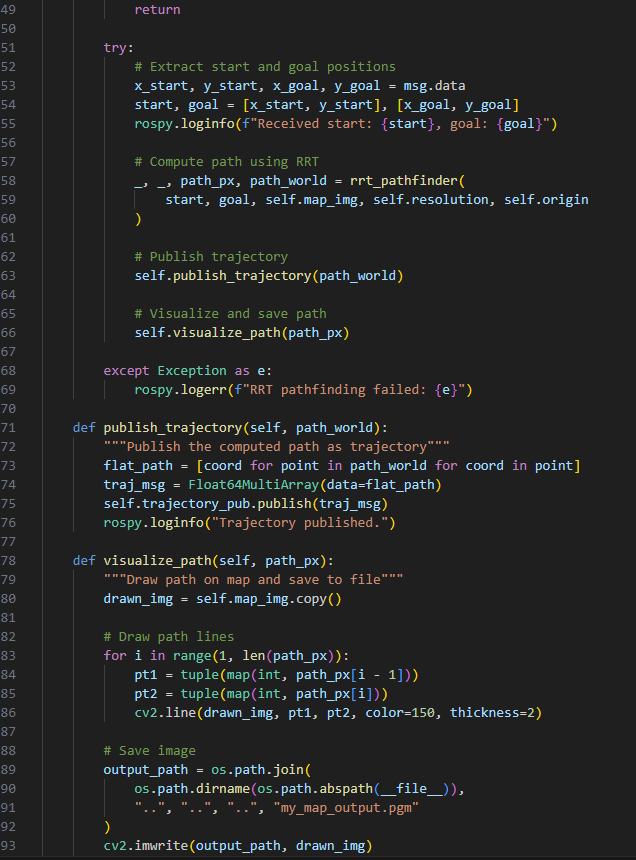 49 return
50
51 try:
52 # Extract start and goal positions
53 x_start, y_start, x_goal, y_goal = msg.data
54 start, goal = [x_start, y_start], [x_goal, y_goal]
55 rospy.loginfo(f"Received start: {start}, goal: {goal}")
56
57 # Compute path using RRT
58 _, _, path_px, path_world = rrt_pathfinder(
59 start, goal, self.map_img, self.resolution, self.origin
60 )
61
62 # Publish trajectory
63 self.publish_trajectory(path_world)
64
65 # Visualize and save path
66 self.visualize_path(path_px)
67
68 except Exception as e:
69 rospy.logerr(f"RRT pathfinding failed: {e}")
70
71 def publish_trajectory(self, path_world):
72 """Publish the computed path as trajectory"""
73 flat_path = [coord for point in path_world for coord in point]
74 traj_msg = Float64MultiArray(data=flat_path)
75 self.trajectory_pub.publish(traj_msg)
76 rospy.loginfo("Trajectory published.")
77
78 def visualize_path(self, path_px):
79 """Draw path on map and save to file"""
80 drawn_img = self.map_img.copy()
81
82 # Draw path lines
83 for i in range(1, len(path_px)):
84 pt1 = tuple(map(int, path_px[i - 1]))
85 pt2 = tuple(map(int, path_px[i]))
86 cv2.line(drawn_img, pt1, pt2, color=150, thickness=2)
87
88 # Save image
89 output_path = os.path.join(
90 os.path.dirname(os.path.abspath(__file__)),
91 "..", "..", "..", "my_map_output.pgm"
92 )
93 cv2.imwrite(output_path, drawn_img)